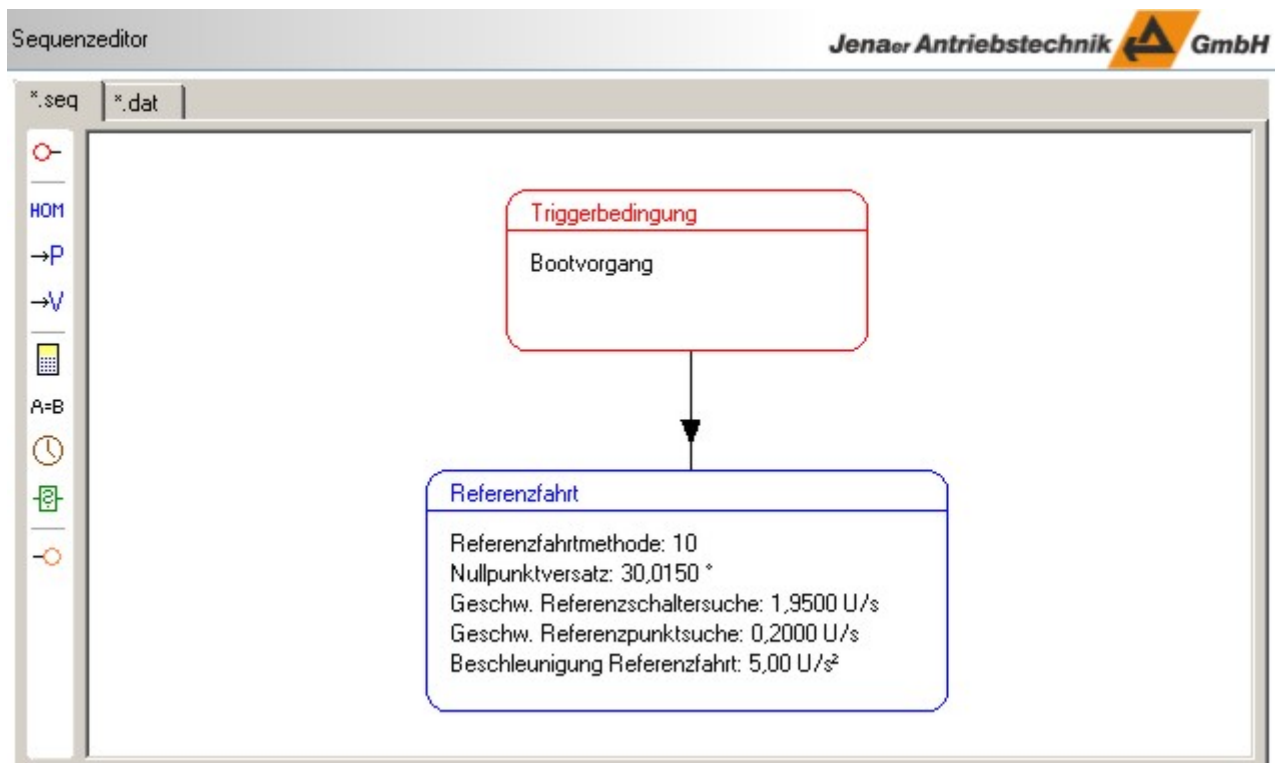 Sequenzeditor
Jenaer Antriebstechnik GmbH
*.seq
*.dat
HOM
→P
→V
A=B
Triggerbedingung
Bootvorgang
Referenzfahrt
Referenzfahrtmethode: 10
Nullpunktversatz: 30,0150 °
Geschw. Referenzschaltersuche: 1,9500 U/s
Geschw. Referenzpunktsuche: 0,2000 U/s
Beschleunigung Referenzfahrt: 5,00 U/s²